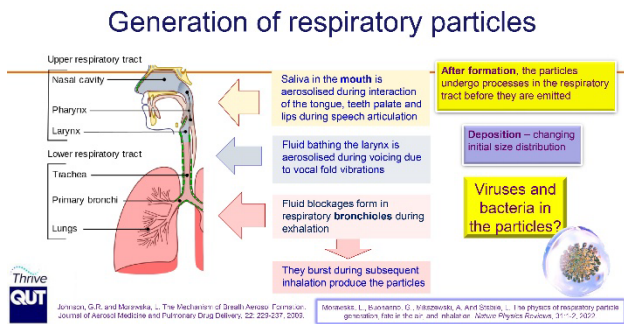 Generation of respiratory particles
Upper respiratory tract
Nasal cavity
Pharynx
Larynx
Lower respiratory tract
Trachea
Primary bronchi
Lungs
Saliva in the mouth is
aerosolised during interaction
of the tongue, teeth palate and
lips during speech articulation
Fluid bathing the larynx is
aerosolised during voicing due
to vocal fold vibrations
Fluid blockages form in
respiratory bronchioles during
exhalation
They burst during subsequent
inhalation produce the particles
After formation, the particles
undergo processes in the respiratory
tract before they are emitted
Deposition – changing
initial size distribution
Viruses and
bacteria in
the particles?
Thrive
QUT
Johnson, G.R. and Morawska, L. The Mechanism of Breath Aerosol Formation.
Journal of Aerosol Medicine and Pulmonary Drug Delivery, 22: 229-237, 2009.
Morawska, L., Buonanno, G., Mikszewski, A. And Stabile, L. The physics of respiratory particle
generation, fate in the air, and inhalation. Nature Physics Reviews, 31:1-2, 2022